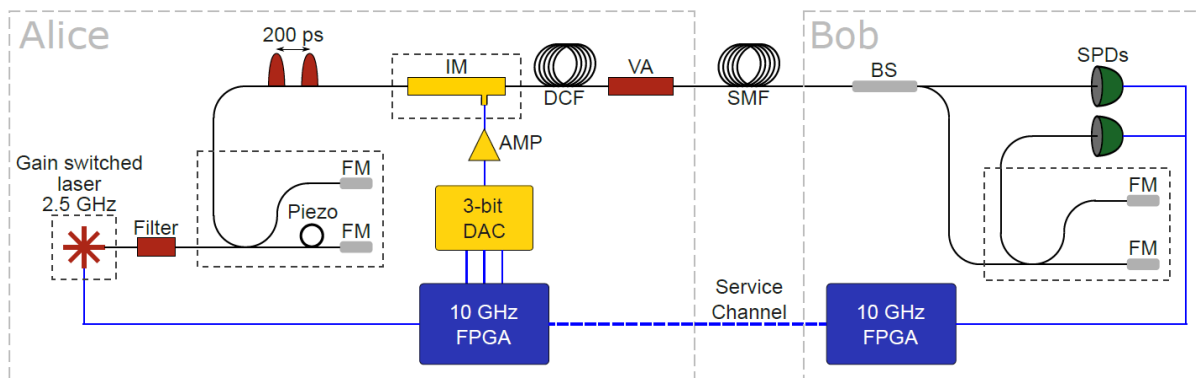 Alice
Bob
200 ps
IM
DCF
VA
SMF
BS
SPDs
AMP
FM
Gain switched
laser
2.5 GHz
Filter
Piezo
FM
3-bit
DAC
FM
FM
10 GHz
FPGA
Service
Channel
10 GHz
FPGA